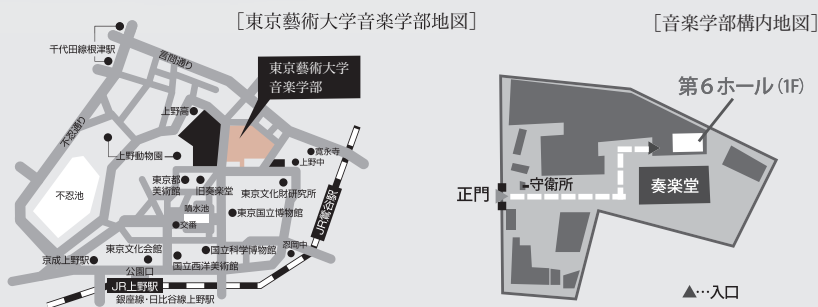 ［東京藝術大学音楽学部地図］
千代田線根津駅
言問通り
東京藝術大学
音楽学部
上野高
不忍通り
上野動物園
寛永寺
上野中
東京都
美術館
旧奏楽堂
東京文化財研究所
不忍池
噴水池
東京国立博物館
交番
JR鶯谷駅
東京文化会館
国立科学博物館
忍岡中
京成上野駅
公園口
国立西洋美術館
JR上野駅
銀座線・日比谷線上野駅
［音楽学部構内地図］
第6ホール（1F）
守衛所
正門
奏楽堂
▲…入口